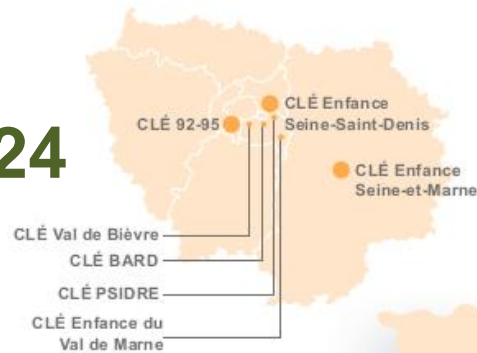 CLÉ Enfance
Seine-Saint-Denis
CLÉ 92-95
24
CLÉ Enfance
Seine-et-Marne
CLÉ Val de Bièvre
CLÉ BARD
CLÉ PSIDRE
CLÉ Enfance du
Val de Marne